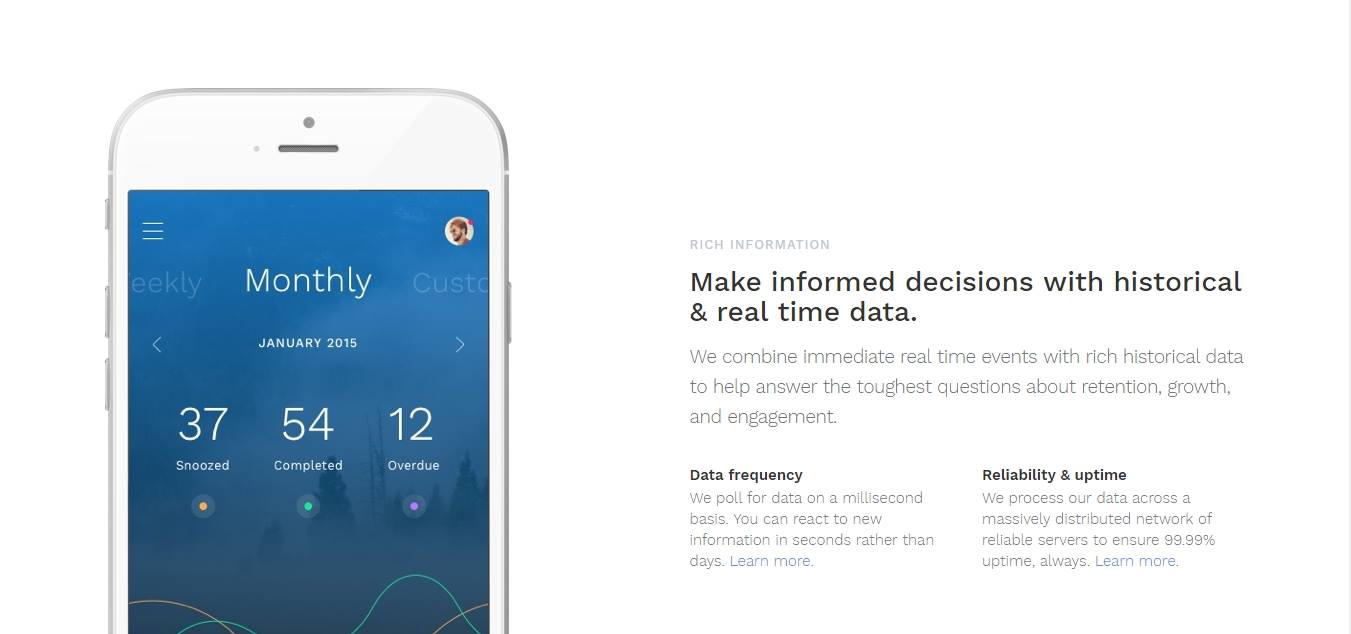 eekly Monthly Custo
JANUARY 2015
37 54 12
Snoozed Completed Overdue
RICH INFORMATION
Make informed decisions with historical
& real time data.
We combine immediate real time events with rich historical data
to help answer the toughest questions about retention, growth,
and engagement.
Data frequency
We poll for data on a millisecond
basis. You can react to new
information in seconds rather than
days. Learn more.
Reliability & uptime
We process our data across a
massively distributed network of
reliable servers to ensure 99.99%
uptime, always. Learn more.